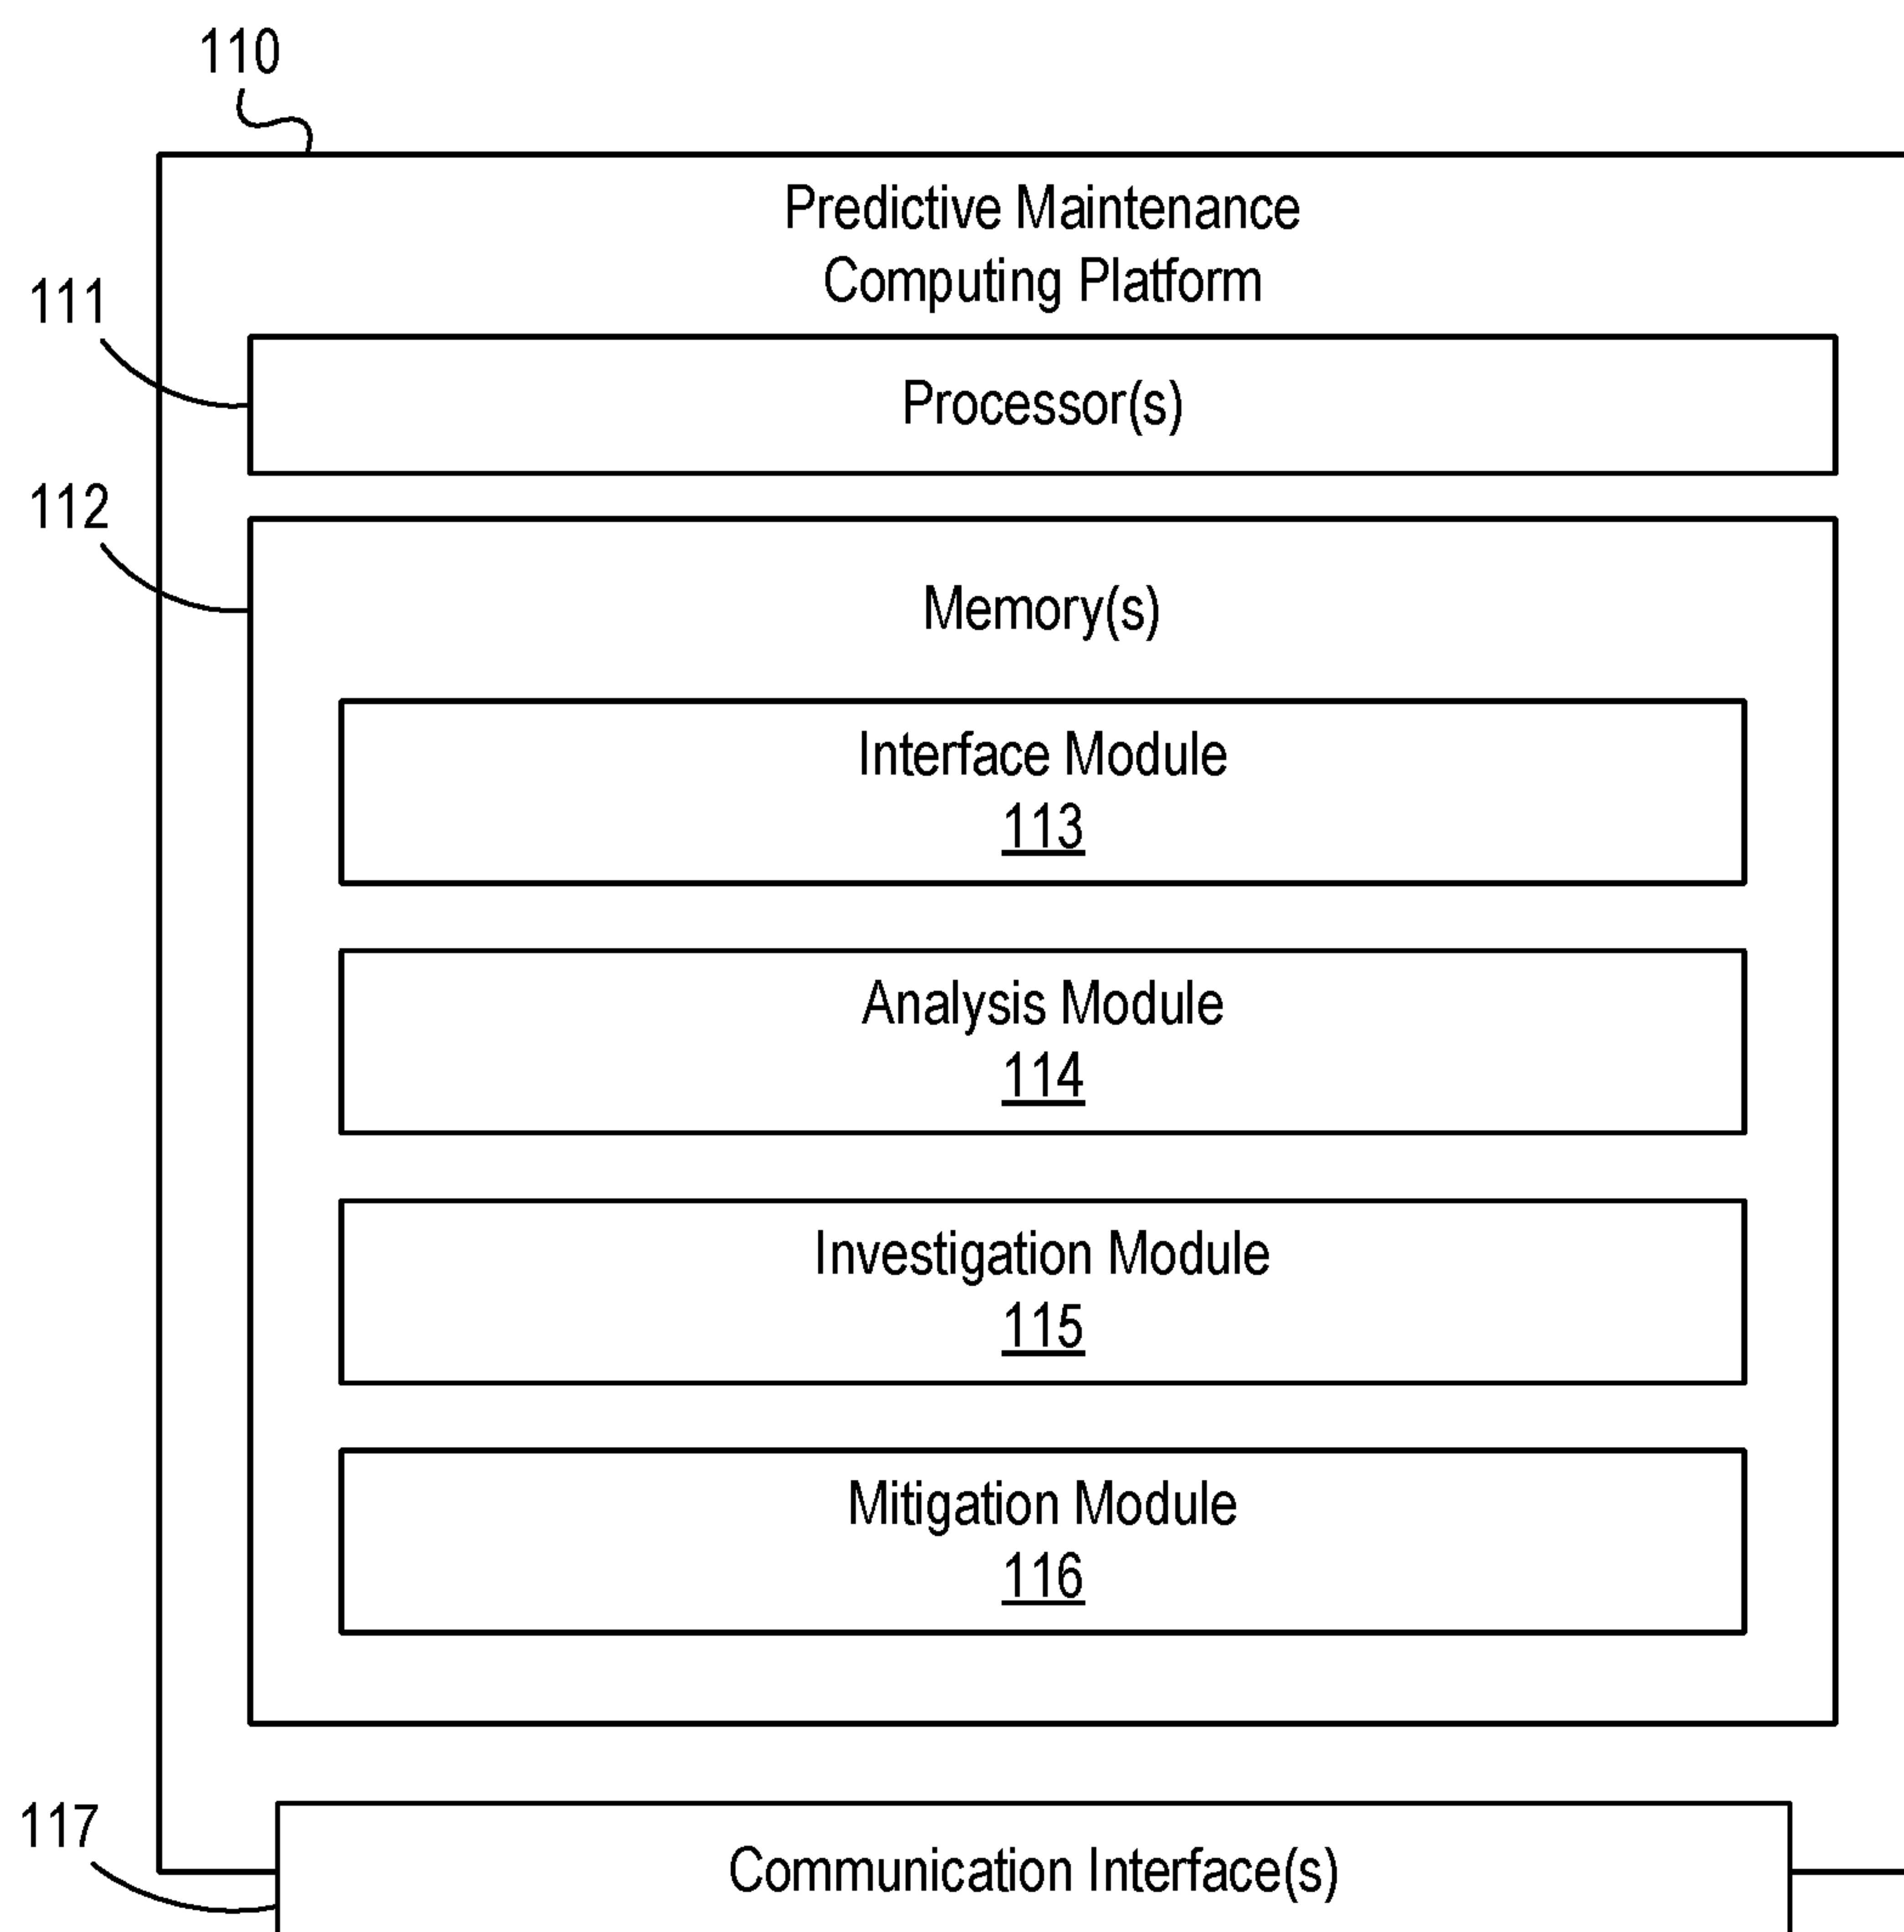 110
Predictive Maintenance
Computing Platform
111
Processor(s)
112
Memory(s)
Interface Module
113
Analysis Module
114
Investigation Module
115
Mitigation Module
116
117
Communication Interface(s)